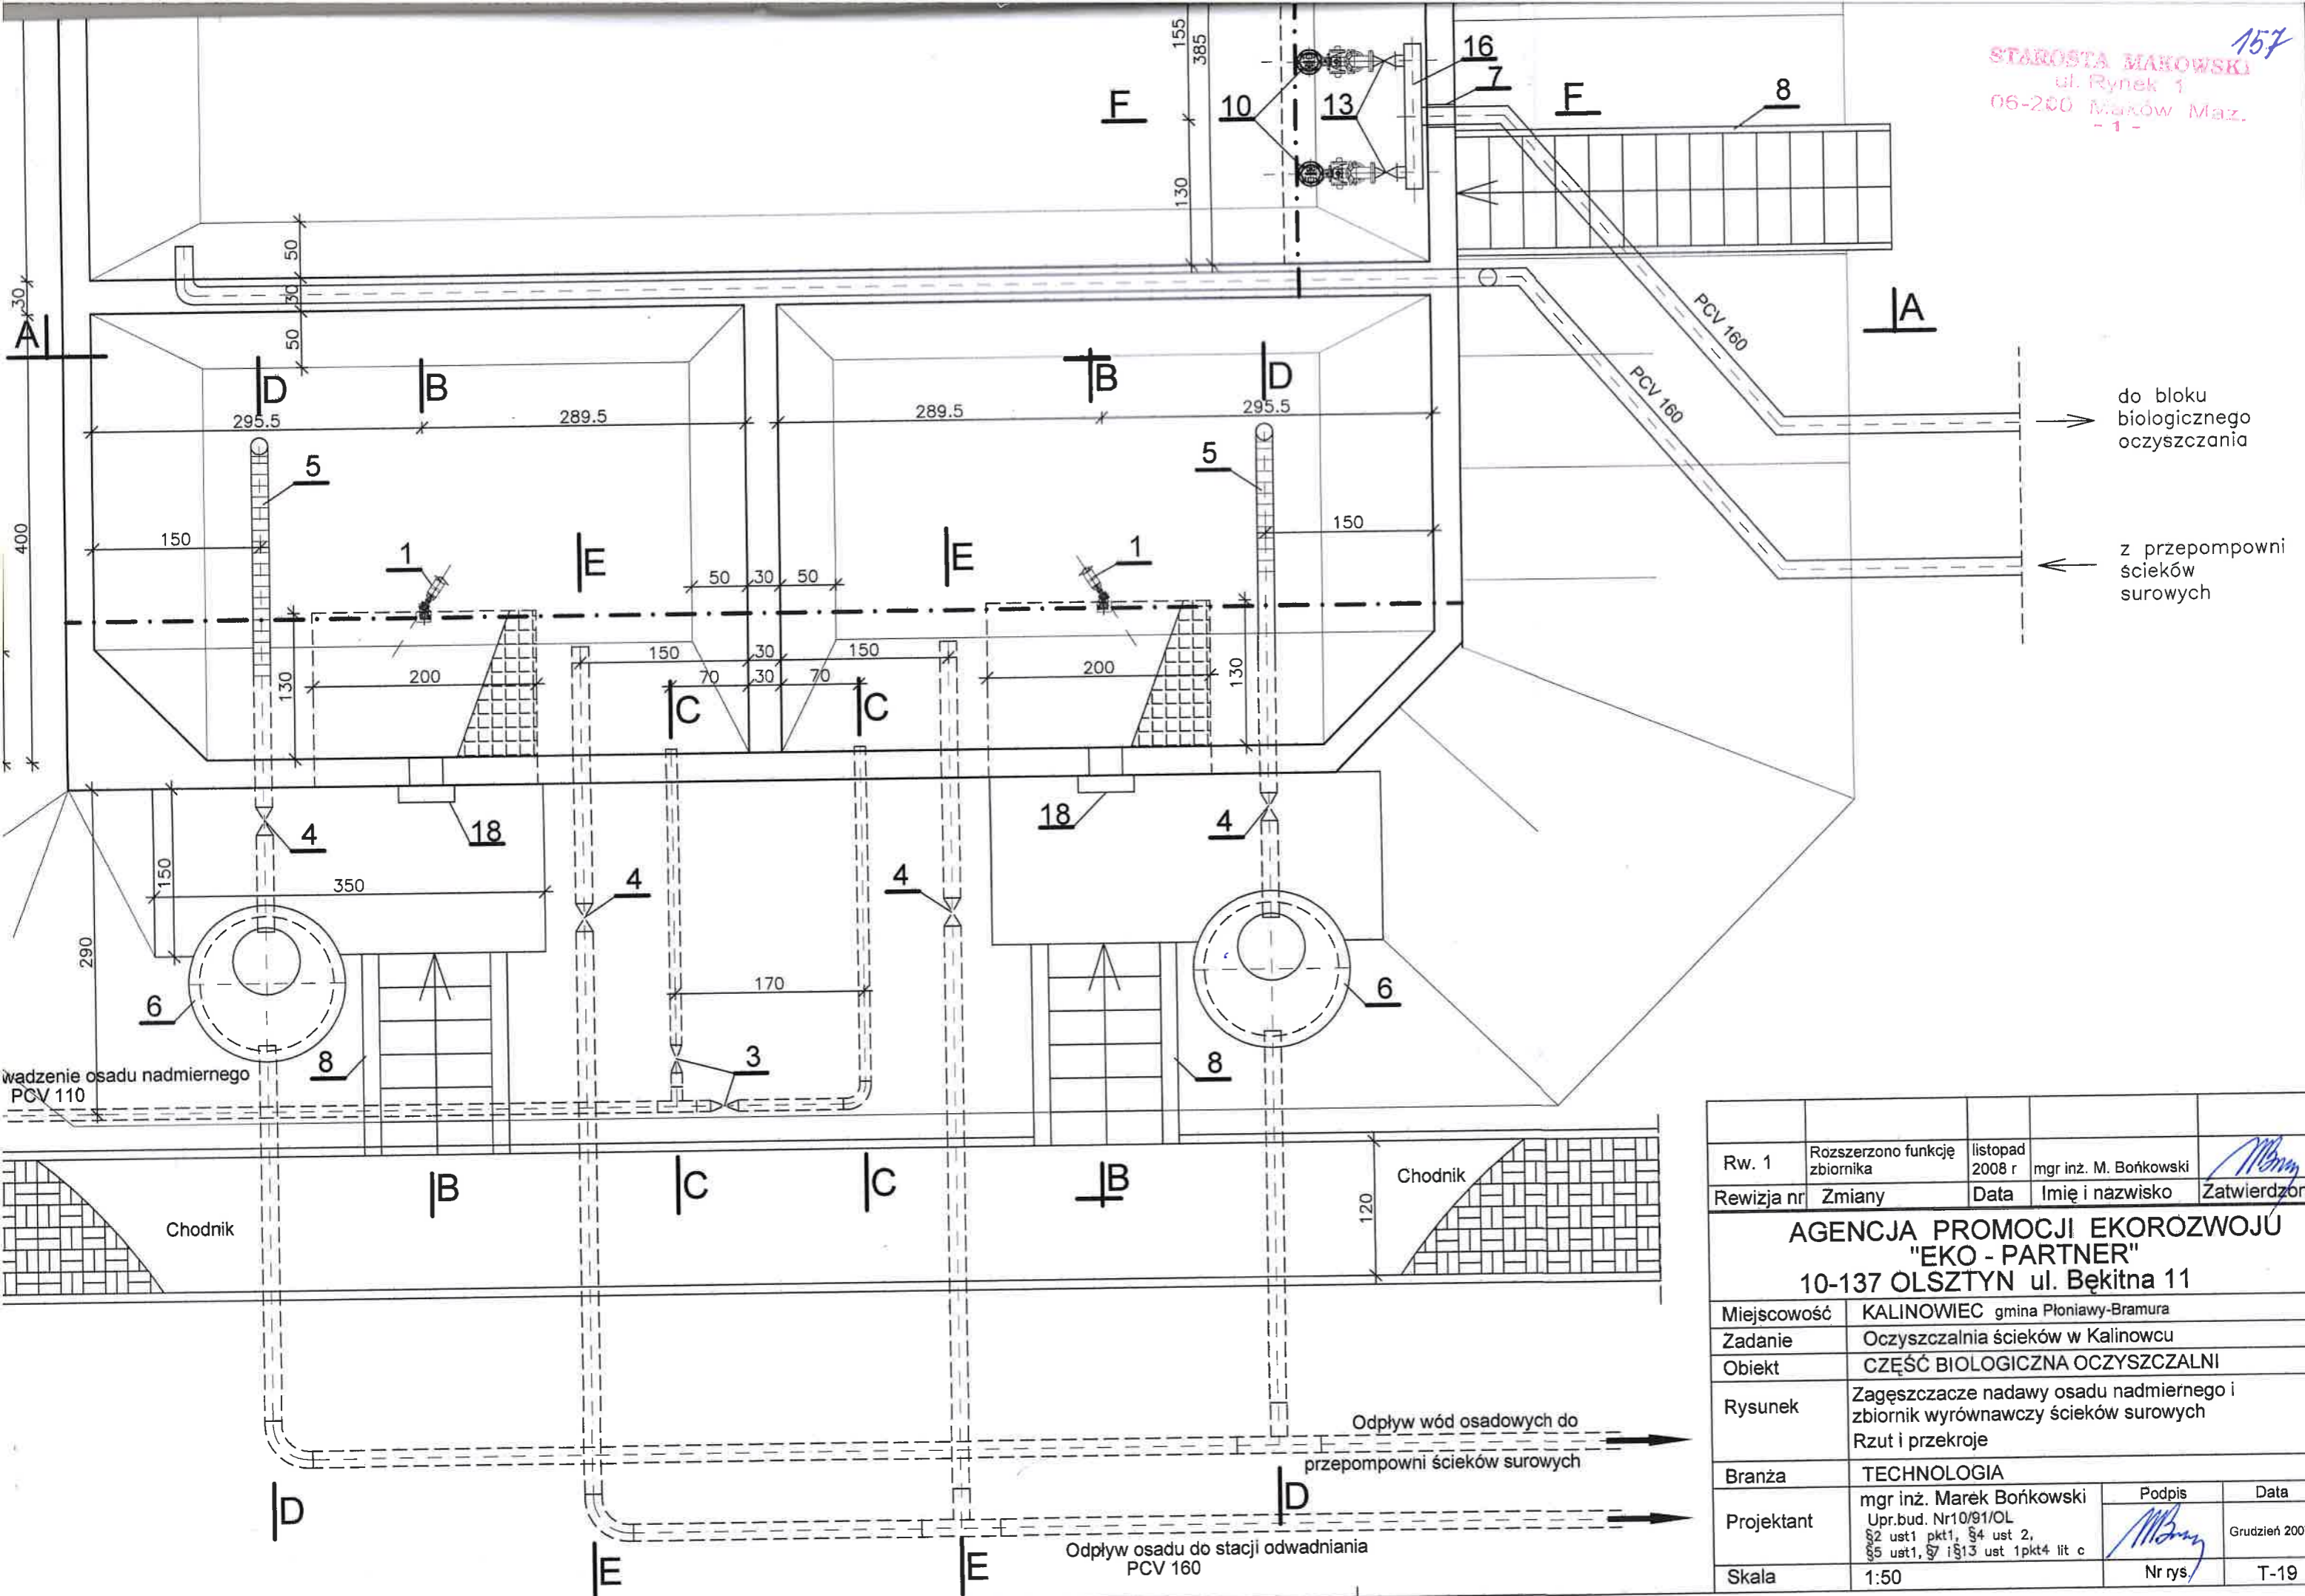 157
STAROSTA MAKOWSKI
ul. Rynek 1
06-200 Maków Maz.
- 1 -
155
385
16
7
F
10
13
F
8
130
50
30
30
50
A
A
PCV 160
PCV 160
do bloku
biologicznego
oczyszczania
z przepompowni
ścieków
surowych
D
B
B
D
295.5
289.5
289.5
295.5
5
5
400
150
150
1
E
E
1
50
30
50
150
30
150
130
200
70
30
70
200
130
C
C
4
18
18
4
150
350
4
4
290
170
6
6
8
3
8
wadzenie osadu nadmiernego
PCV 110
B
C
C
B
Chodnik
120
Chodnik
Odpływ wód osadowych do
przepompowni ścieków surowych
D
D
Odpływ osadu do stacji odwadniania
PCV 160
E
E
Rw. 1
Rozszerzono funkcję
zbiornika
listopad
2008 r
mgr inż. M. Bońkowski
Rewizja nr
Zmiany
Data
Imię i nazwisko
Zatwierdzon
AGENCJA PROMOCJI EKOROZWOJU
"EKO - PARTNER"
10-137 OLSZTYN ul. Bękitna 11
Miejscowość
KALINOWIEC gmina Płoniawy-Bramura
Zadanie
Oczyszczalnia ścieków w Kalinowcu
Obiekt
CZĘŚĆ BIOLOGICZNA OCZYSZCZALNI
Rysunek
Zagęszczacze nadawy osadu nadmiernego i
zbiornik wyrównawczy ścieków surowych
Rzut i przekroje
Branża
TECHNOLOGIA
Projektant
mgr inż. Marek Bońkowski
Upr.bud. Nr10/91/OL
§2 ust1 pkt1, §4 ust 2,
§5 ust1, §7 i §13 ust 1pkt4 lit c
Podpis
Data
Grudzień 200
Skala
1:50
Nr rys.
T-19